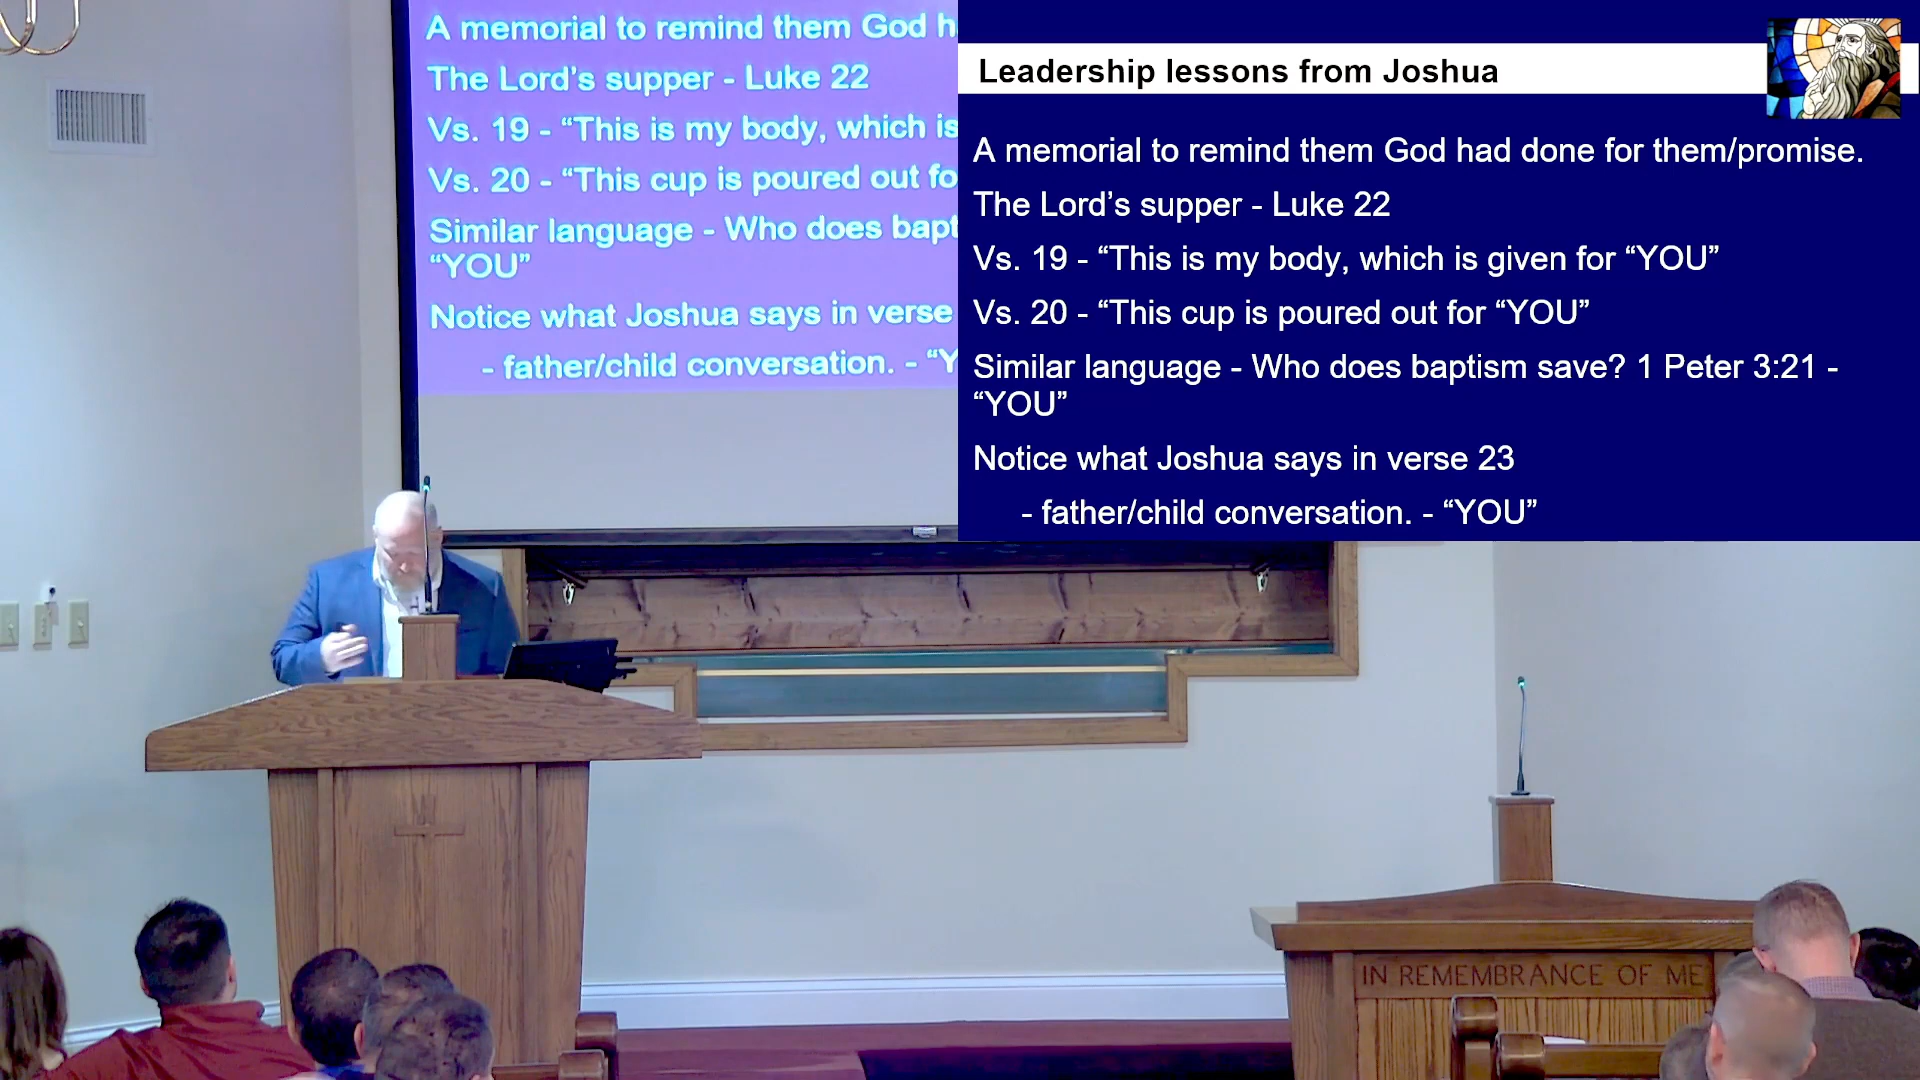 A memorial to remind them God h
The Lord’s supper - Luke 22
Vs. 19 - “This is my body, which is
Vs. 20 - “This cup is poured out fo
Similar language - Who does bapt
“YOU”
Notice what Joshua says in verse
- father/child conversation. - “Y
Leadership lessons from Joshua
A memorial to remind them God had done for them/promise.
The Lord’s supper - Luke 22
Vs. 19 - “This is my body, which is given for “YOU”
Vs. 20 - “This cup is poured out for “YOU”
Similar language - Who does baptism save? 1 Peter 3:21 -
“YOU”
Notice what Joshua says in verse 23
- father/child conversation. - “YOU”
IN REMEMBRANCE OF ME